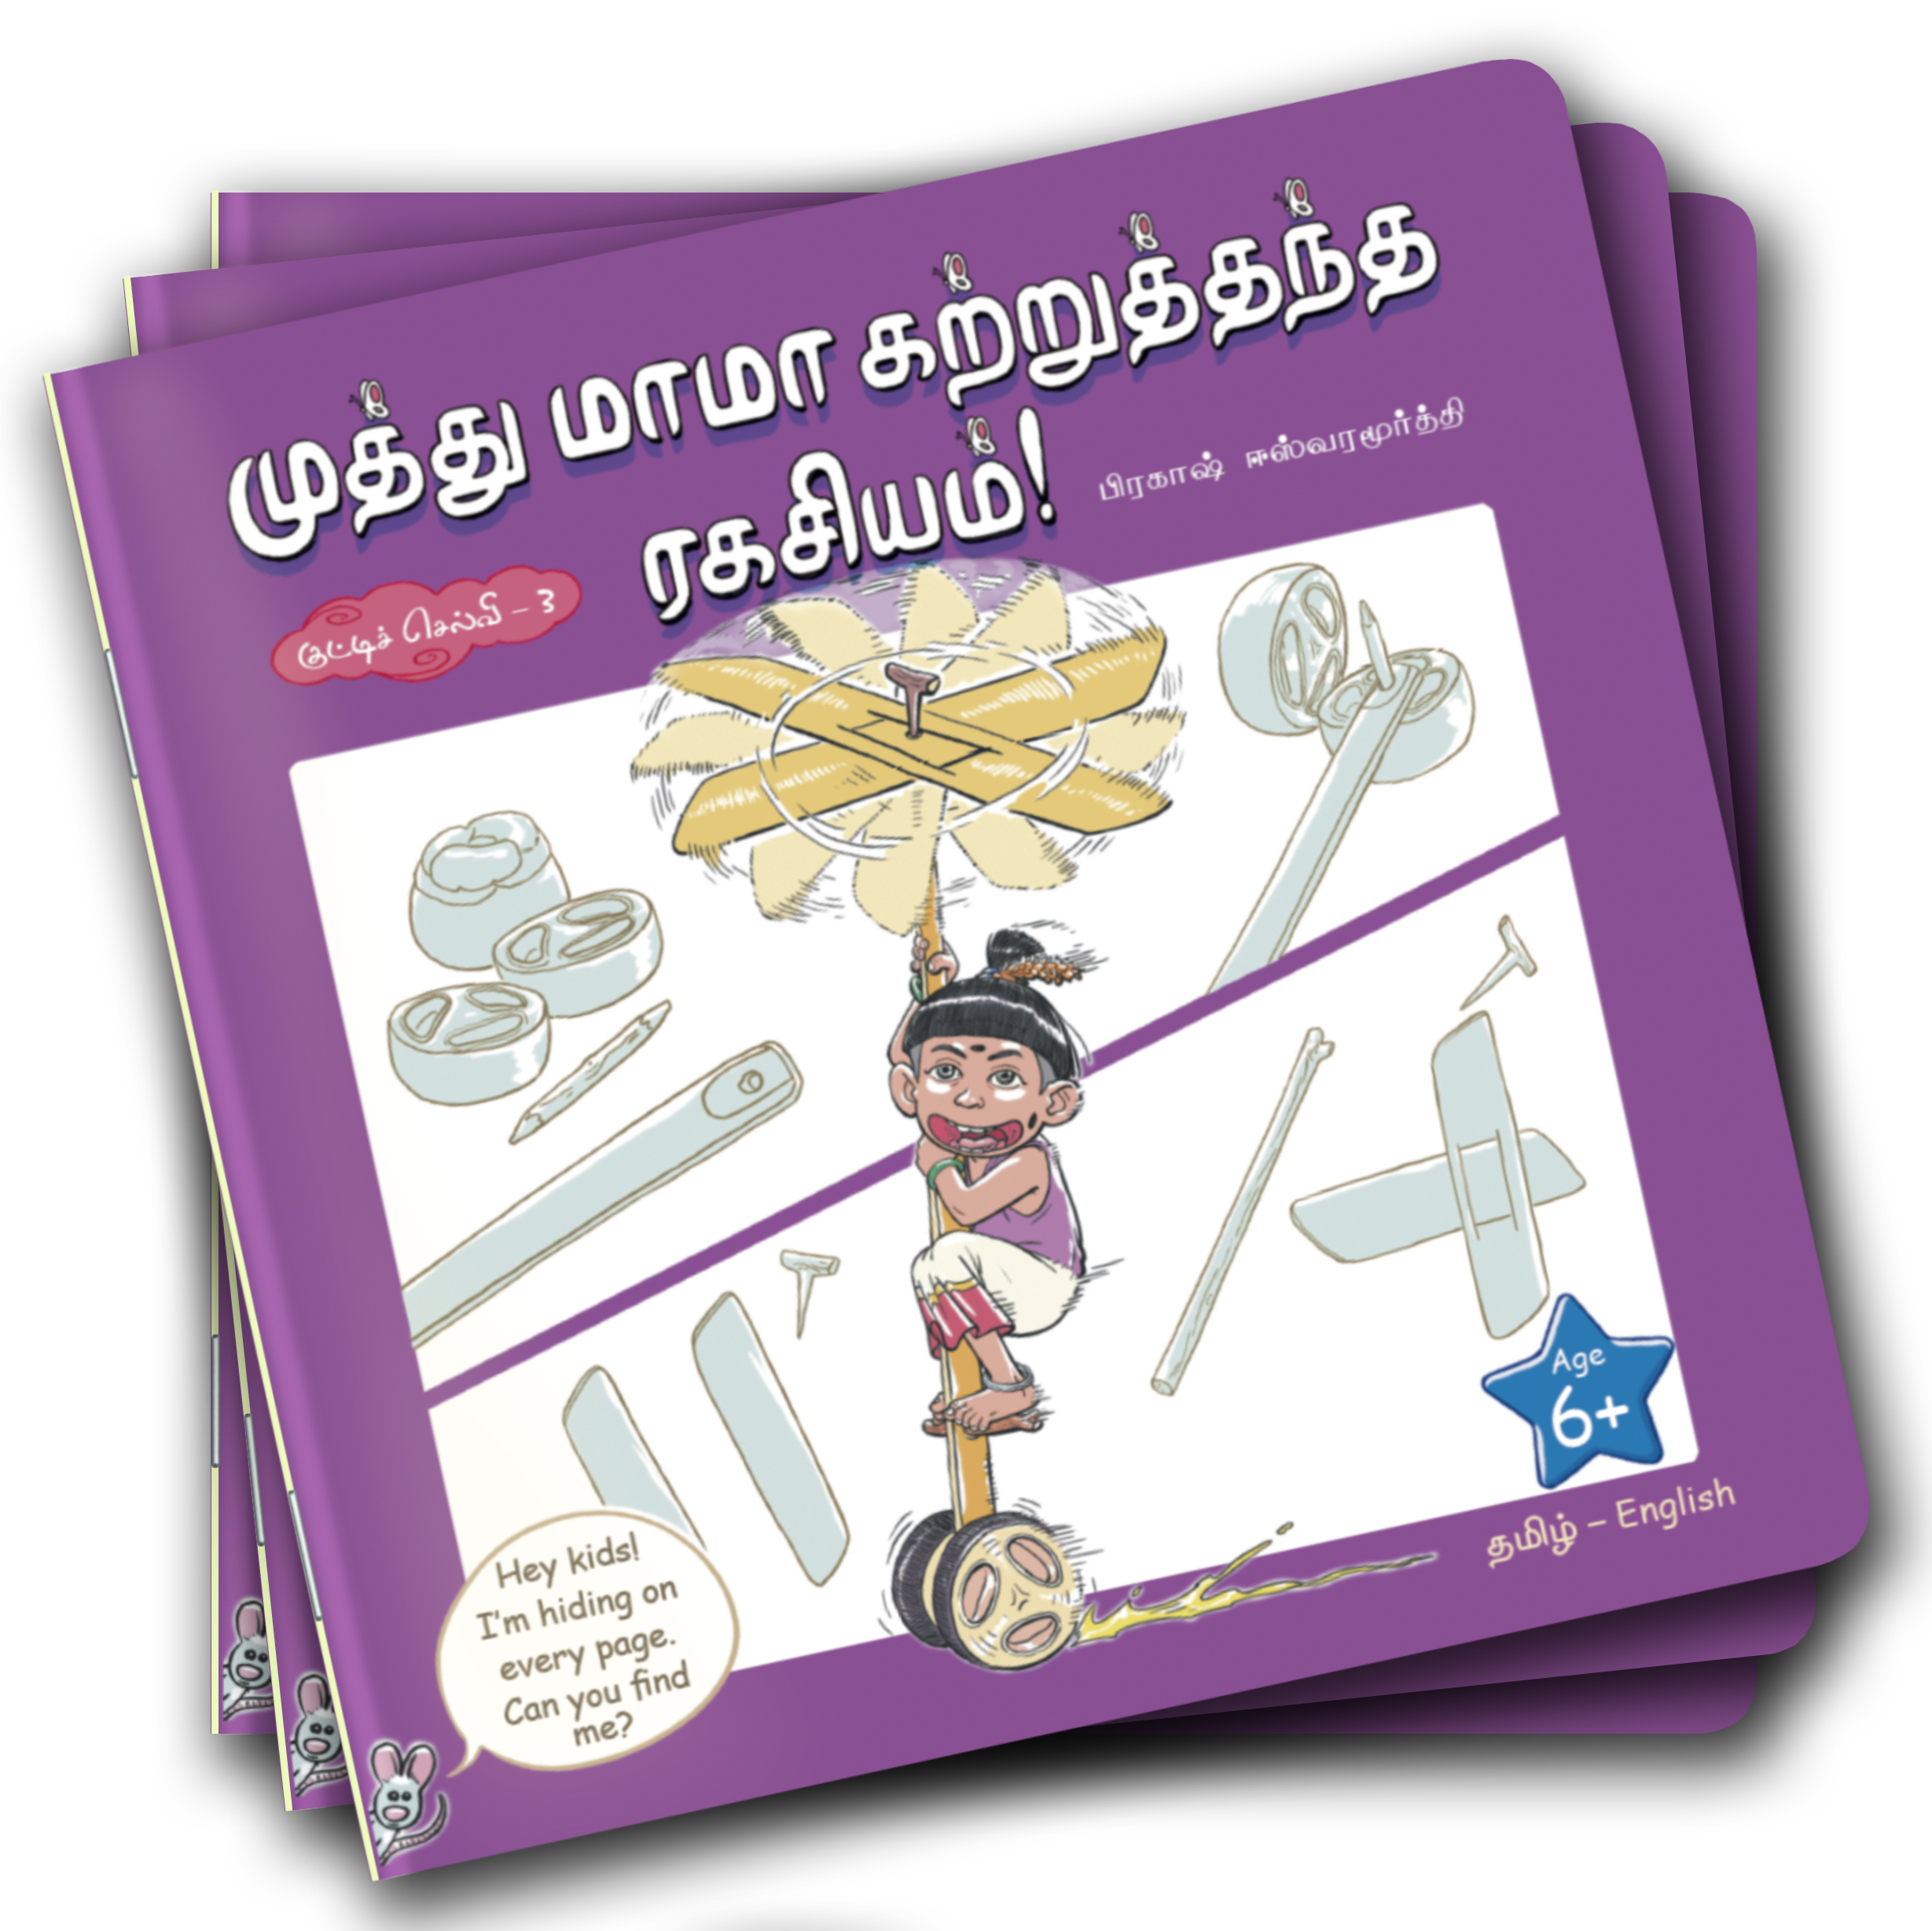 முத்து மாமா கற்றுத்தந்த
ரகசியம்!
பிரகாஷ் ஈஸ்வரமூர்த்தி
குட்டிச் செல்வி – 3
Age
6+
தமிழ் – English
Hey kids!
I'm hiding on
every page.
Can you find
me?